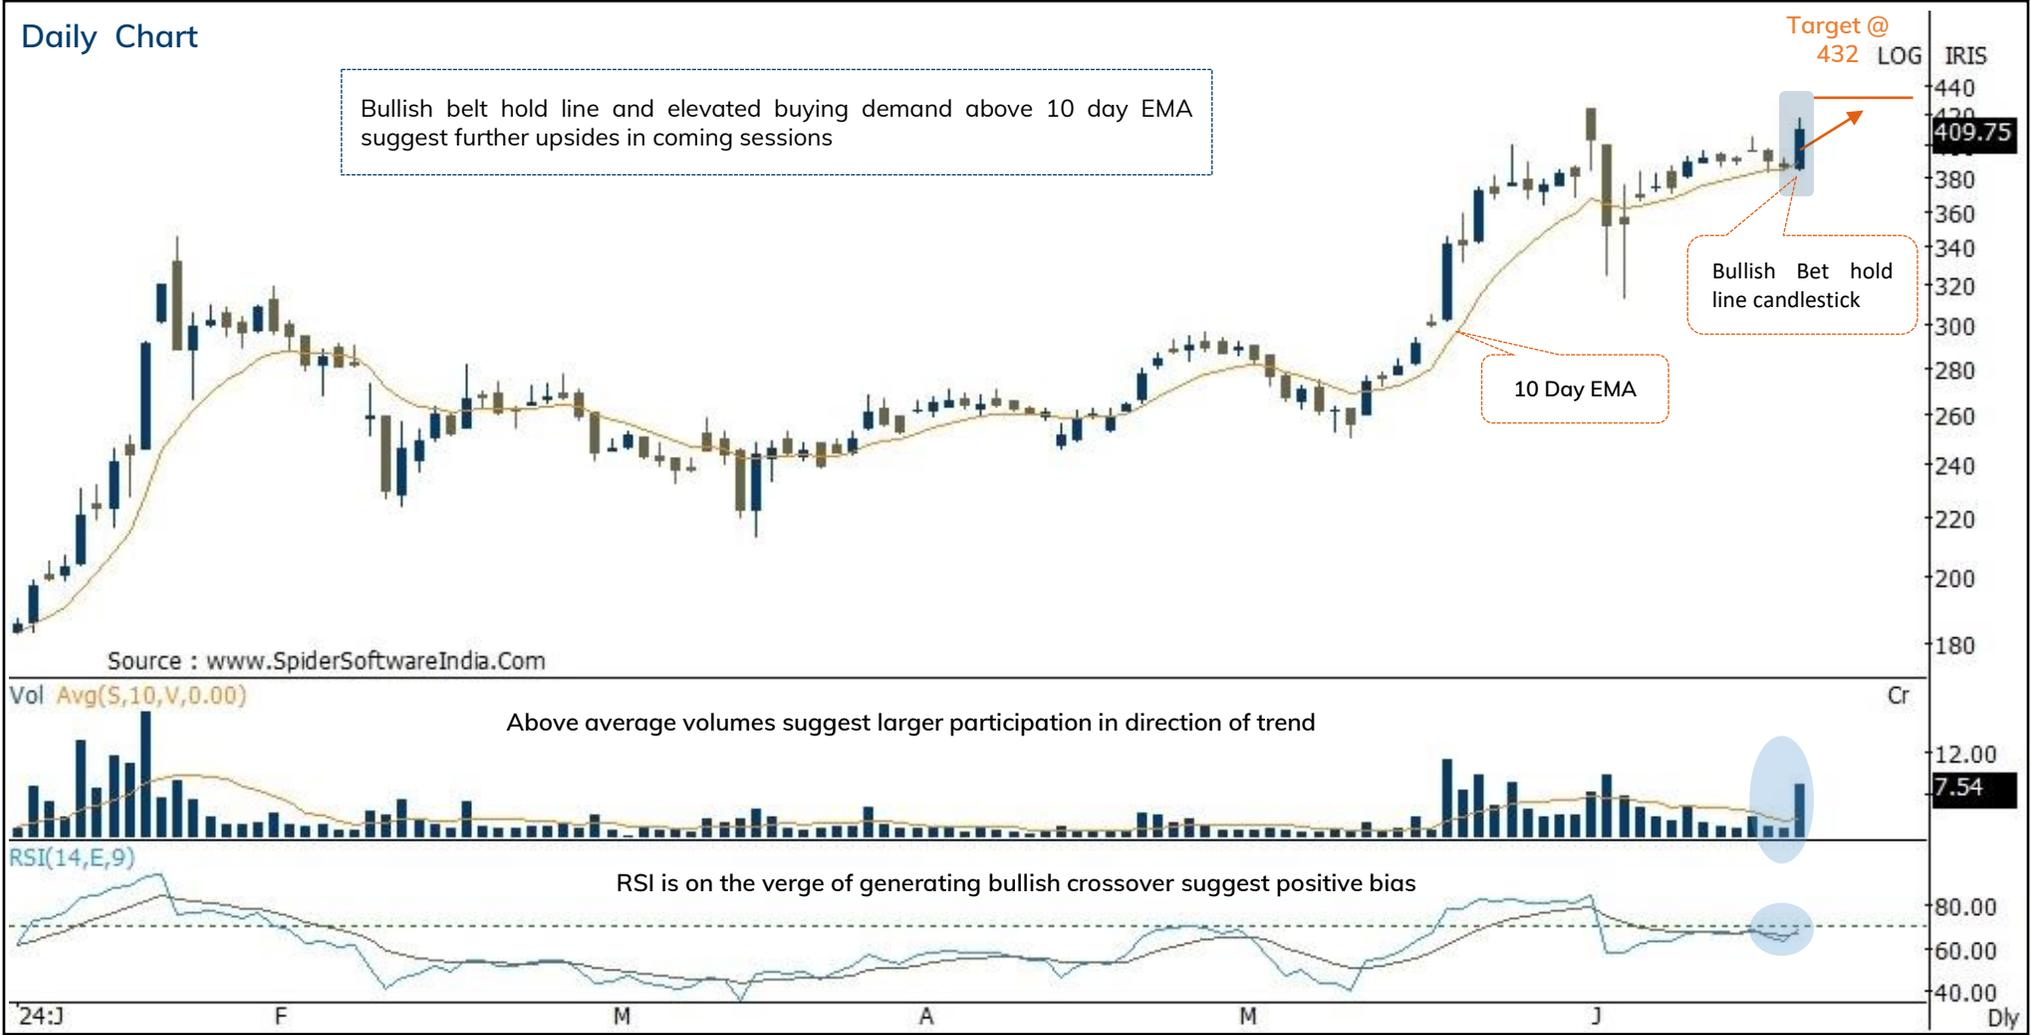 Daily Chart
Target @
432
LOG
IRIS
Bullish belt hold line and elevated buying demand above 10 day EMA
suggest further upsides in coming sessions
440
409.75
380
360
340
320
300
280
260
240
220
200
180
Bullish Bet hold
line candlestick
10 Day EMA
Source : www.SpiderSoftwareIndia.Com
Vol Avg(S,10,V,0.00)
Cr
Above average volumes suggest larger participation in direction of trend
12.00
7.54
RSI(14,E,9)
RSI is on the verge of generating bullish crossover suggest positive bias
80.00
60.00
40.00
'24:J F M A M J Dly